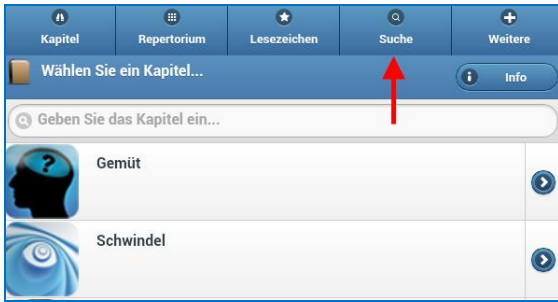 Kapitel Repertorium Lesezeichen Suche Weitere
Wählen Sie ein Kapitel... Info
Geben Sie das Kapitel ein...
Gemüt
Schwindel